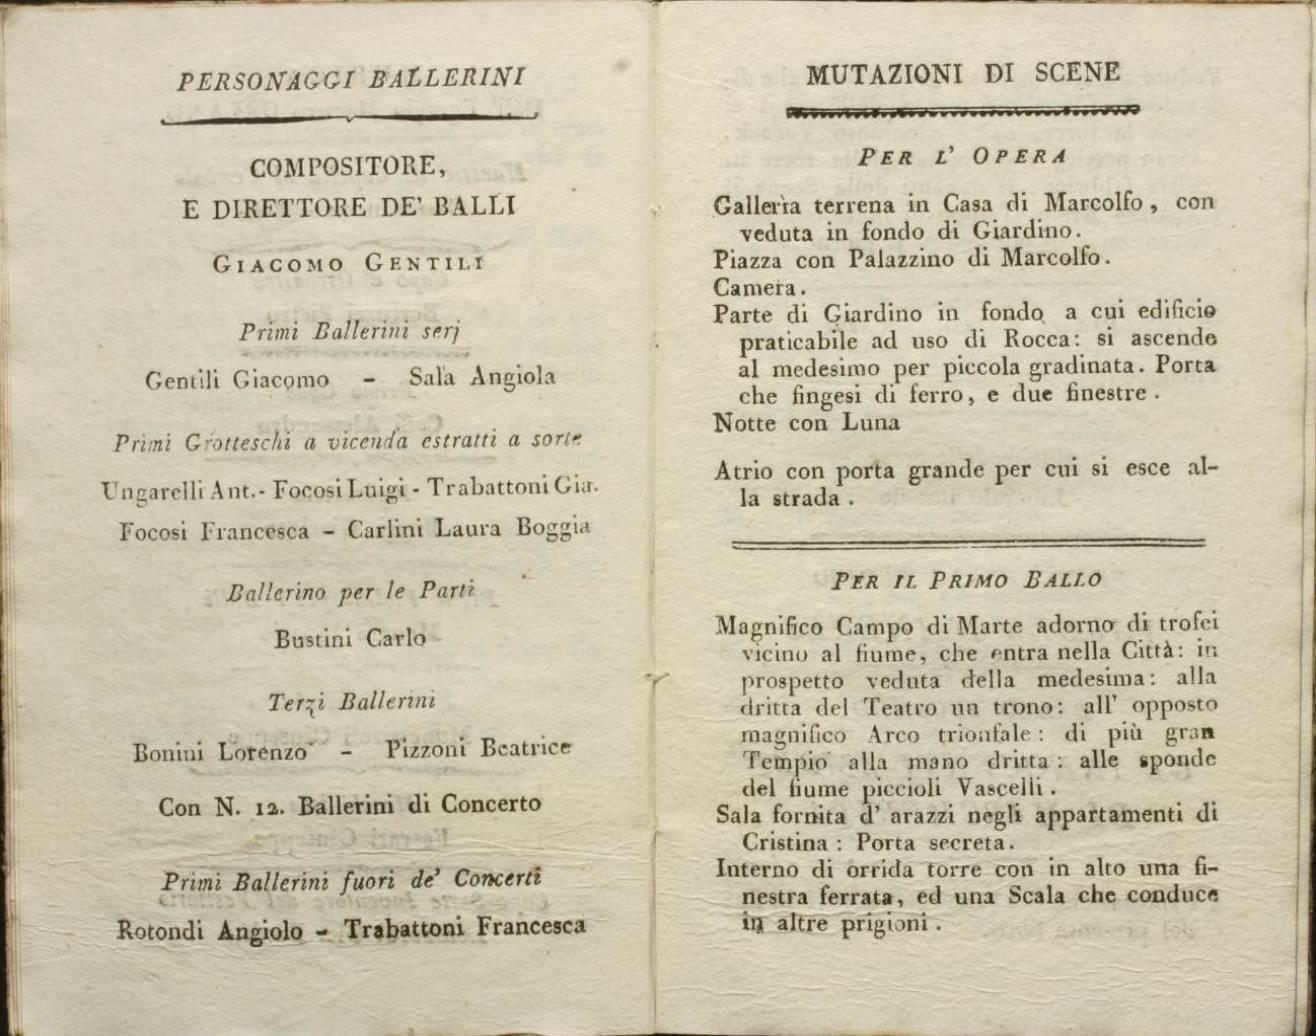 PERSONAGGI BALLERINI
COMPOSITORE,
E DIRETTORE DE' BALLI
GIACOMO GENTILI
Primi Ballerini serj
Gentili Giacomo - Sala Angiola
Primi Grotteschi a vicenda estratti a sorte
Ungarelli Ant.- Focosi Luigi - Trabattoni Gia.
Focosi Francesca - Carlini Laura Boggia
Ballerino per le Parti
Bustini Carlo
Terzi Ballerini
Bonini Lorenzo - Pizzoni Beatrice
Con N. 12. Ballerini di Concerto
Primi Ballerini fuori de' Concerti
Rotondi Angiolo - Trabattoni Francesca
MUTAZIONI DI SCENE
PER L' OPERA
Galleria terrena in Casa di Marcolfo, con
veduta in fondo di Giardino.
Piazza con Palazzino di Marcolfo.
Camera.
Parte di Giardino in fondo a cui edificio
praticabile ad uso di Rocca: si ascende
al medesimo per piccola gradinata. Porta
che fingesi di ferro, e due finestre.
Notte con Luna
Atrio con porta grande per cui si esce al-
la strada.
PER IL PRIMO BALLO
Magnifico Campo di Marte adorno di trofei
vicino al fiume, che entra nella Città: in
prospetto veduta della medesima: alla
dritta del Teatro un trono: all' opposto
magnifico Arco trionfale: di più gran
Tempio alla mano dritta: alle sponde
del fiume piccioli Vascelli.
Sala fornita d' arazzi negli appartamenti di
Cristina: Porta secreta.
Interno di orrida torre con in alto una fi-
nestra ferrata, ed una Scala che conduce
in altre prigioni.